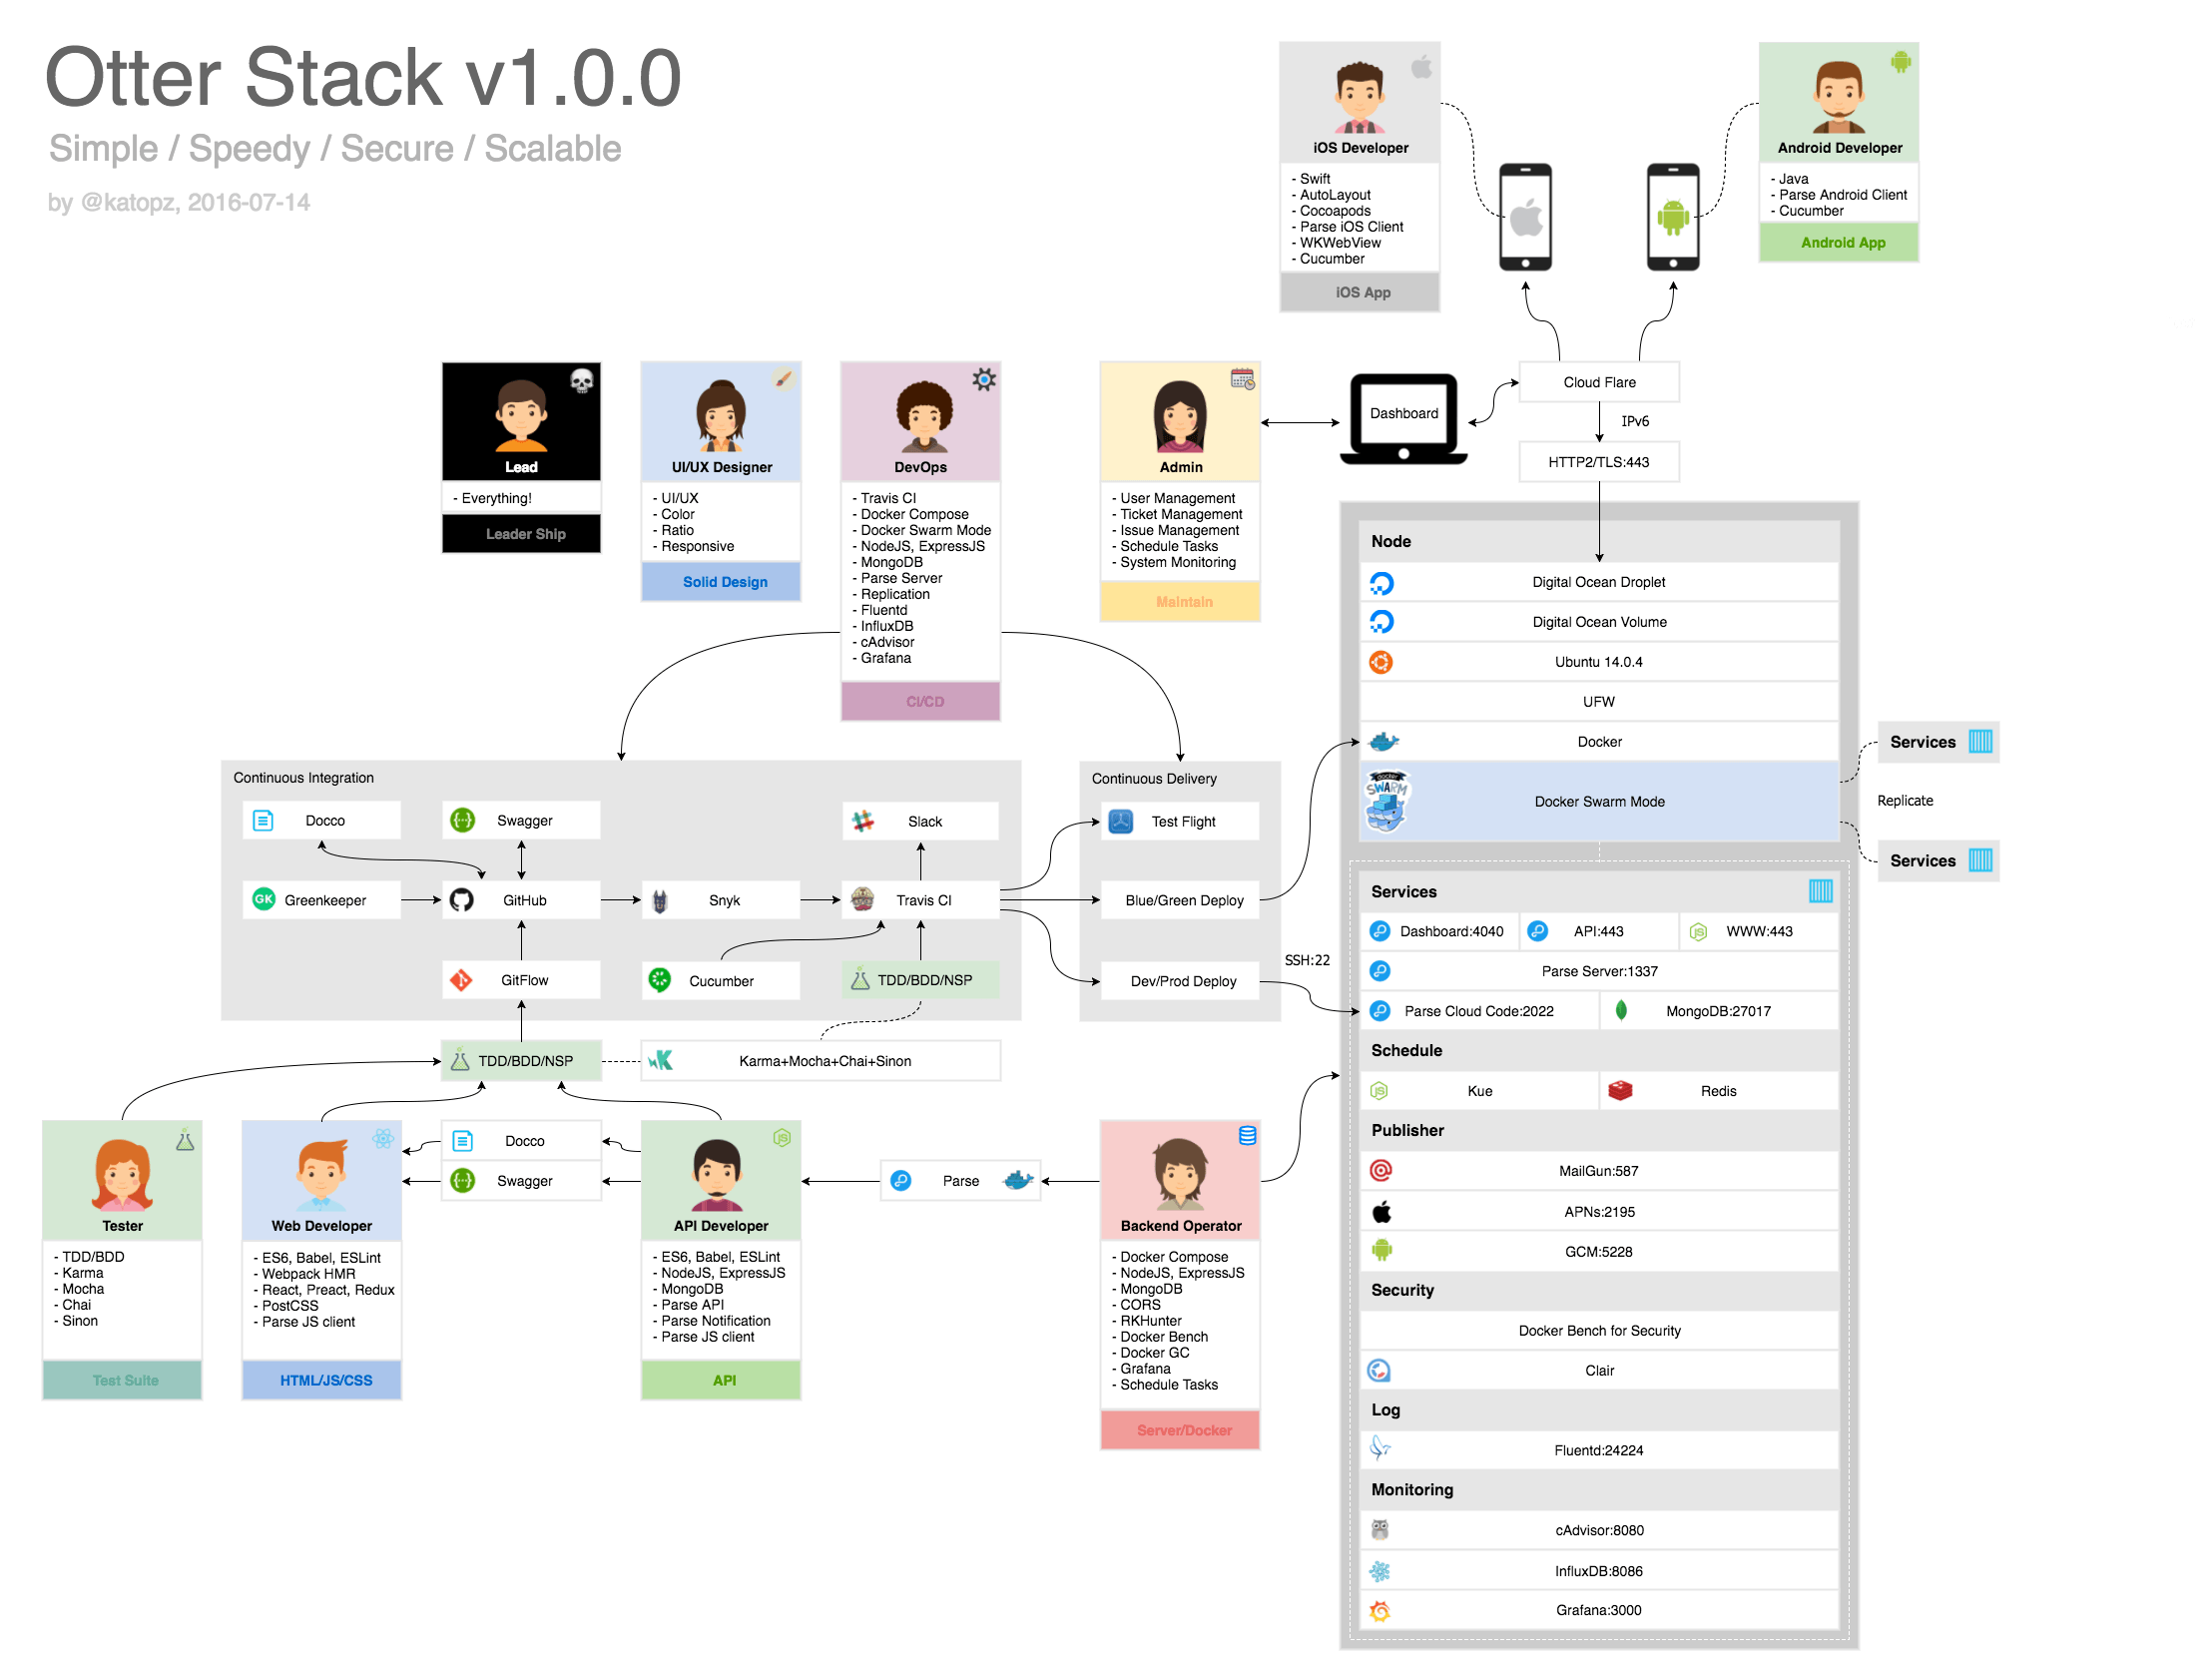 Otter Stack v1.0.0
Simple / Speedy / Secure / Scalable
by @katopz, 2016-07-14
iOS Developer
- Swift
- AutoLayout
- Cocoapods
- Parse iOS Client
- WKWebView
- Cucumber
iOS App
Android Developer
- Java
- Parse Android Client
- Cucumber
Android App
Lead
- Everything!
Leader Ship
UI/UX Designer
- UI/UX
- Color
- Ratio
- Responsive
Solid Design
DevOps
- Travis CI
- Docker Compose
- Docker Swarm Mode
- NodeJS, ExpressJS
- MongoDB
- Parse Server
- Replication
- Fluentd
- InfluxDB
- cAdvisor
- Grafana
CI/CD
Admin
- User Management
- Ticket Management
- Issue Management
- Schedule Tasks
- System Monitoring
Maintain
Dashboard
Cloud Flare
IPv6
HTTP2/TLS:443
Node
Digital Ocean Droplet
Digital Ocean Volume
Ubuntu 14.0.4
UFW
Docker
docker
SWARM
Docker Swarm Mode
Services
Replicate
Services
Continuous Integration
Docco
Swagger
Slack
GK
Greenkeeper
GitHub
Snyk
Travis CI
GitFlow
Cucumber
TDD/BDD/NSP
Continuous Delivery
Test Flight
Blue/Green Deploy
Dev/Prod Deploy
SSH:22
TDD/BDD/NSP
Karma+Mocha+Chai+Sinon
Services
Dashboard:4040
API:443
WWW:443
Parse Server:1337
Parse Cloud Code:2022
MongoDB:27017
Schedule
Kue
Redis
Publisher
MailGun:587
APNs:2195
GCM:5228
Security
Docker Bench for Security
Clair
Log
Fluentd:24224
Monitoring
cAdvisor:8080
InfluxDB:8086
Grafana:3000
Tester
- TDD/BDD
- Karma
- Mocha
- Chai
- Sinon
Test Suite
Web Developer
- ES6, Babel, ESLint
- Webpack HMR
- React, Preact, Redux
- PostCSS
- Parse JS client
HTML/JS/CSS
Docco
Swagger
API Developer
- ES6, Babel, ESLint
- NodeJS, ExpressJS
- MongoDB
- Parse API
- Parse Notification
- Parse JS client
API
Parse
Backend Operator
- Docker Compose
- NodeJS, ExpressJS
- MongoDB
- CORS
- RKHunter
- Docker Bench
- Docker GC
- Grafana
- Schedule Tasks
Server/Docker